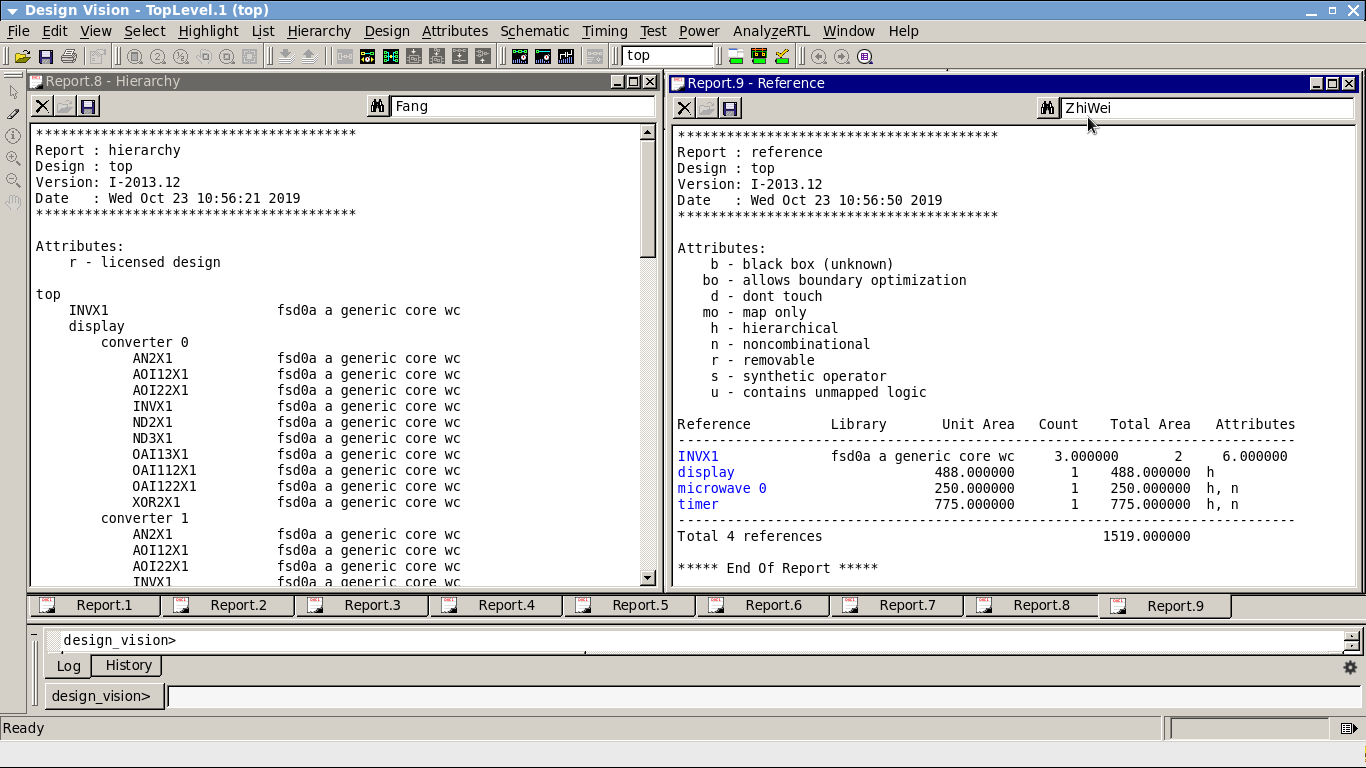 Design Vision - TopLevel.1 (top)
File Edit View Select Highlight List Hierarchy Design Attributes Schematic Timing Test Power AnalyzeRTL Window Help
top
Report.8 - Hierarchy
Fang
****************************************
Report : hierarchy
Design : top
Version: I-2013.12
Date   : Wed Oct 23 10:56:21 2019
****************************************
Attributes:
r - licensed design
top
INVX1 fsd0a a generic core wc
display
converter 0
AN2X1 fsd0a a generic core wc
AOI12X1 fsd0a a generic core wc
AOI22X1 fsd0a a generic core wc
INVX1 fsd0a a generic core wc
ND2X1 fsd0a a generic core wc
ND3X1 fsd0a a generic core wc
OAI13X1 fsd0a a generic core wc
OAI112X1 fsd0a a generic core wc
OAI122X1 fsd0a a generic core wc
XOR2X1 fsd0a a generic core wc
converter 1
AN2X1 fsd0a a generic core wc
AOI12X1 fsd0a a generic core wc
AOI22X1 fsd0a a generic core wc
INVX1 fsd0a a generic core wc
Report.9 - Reference
ZhiWei
****************************************
Report : reference
Design : top
Version: I-2013.12
Date   : Wed Oct 23 10:56:50 2019
****************************************
Attributes:
b - black box (unknown)
bo - allows boundary optimization
d - dont touch
mo - map only
h - hierarchical
n - noncombinational
r - removable
s - synthetic operator
u - contains unmapped logic
Reference Library Unit Area Count Total Area Attributes
-----------------------------------------------------------------------------
INVX1 fsd0a a generic core wc 3.000000 2 6.000000
display 488.000000 1 488.000000 h
microwave 0 250.000000 1 250.000000 h, n
timer 775.000000 1 775.000000 h, n
-----------------------------------------------------------------------------
Total 4 references 1519.000000
***** End Of Report *****
Report.1 Report.2 Report.3 Report.4 Report.5 Report.6 Report.7 Report.8 Report.9
design_vision>
Log History
design_vision>
Ready